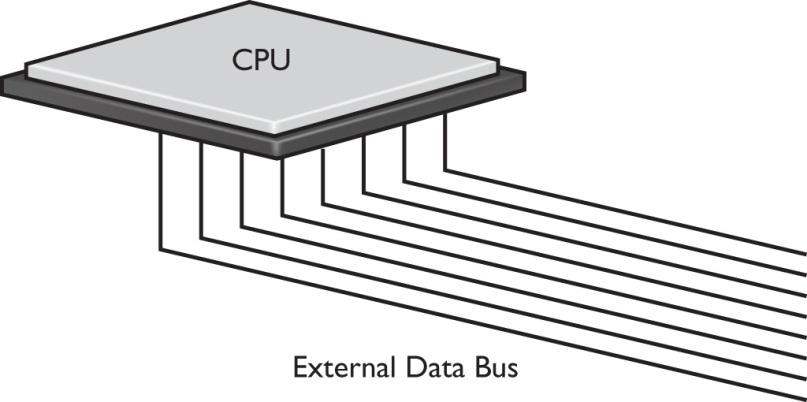 CPU
External Data Bus